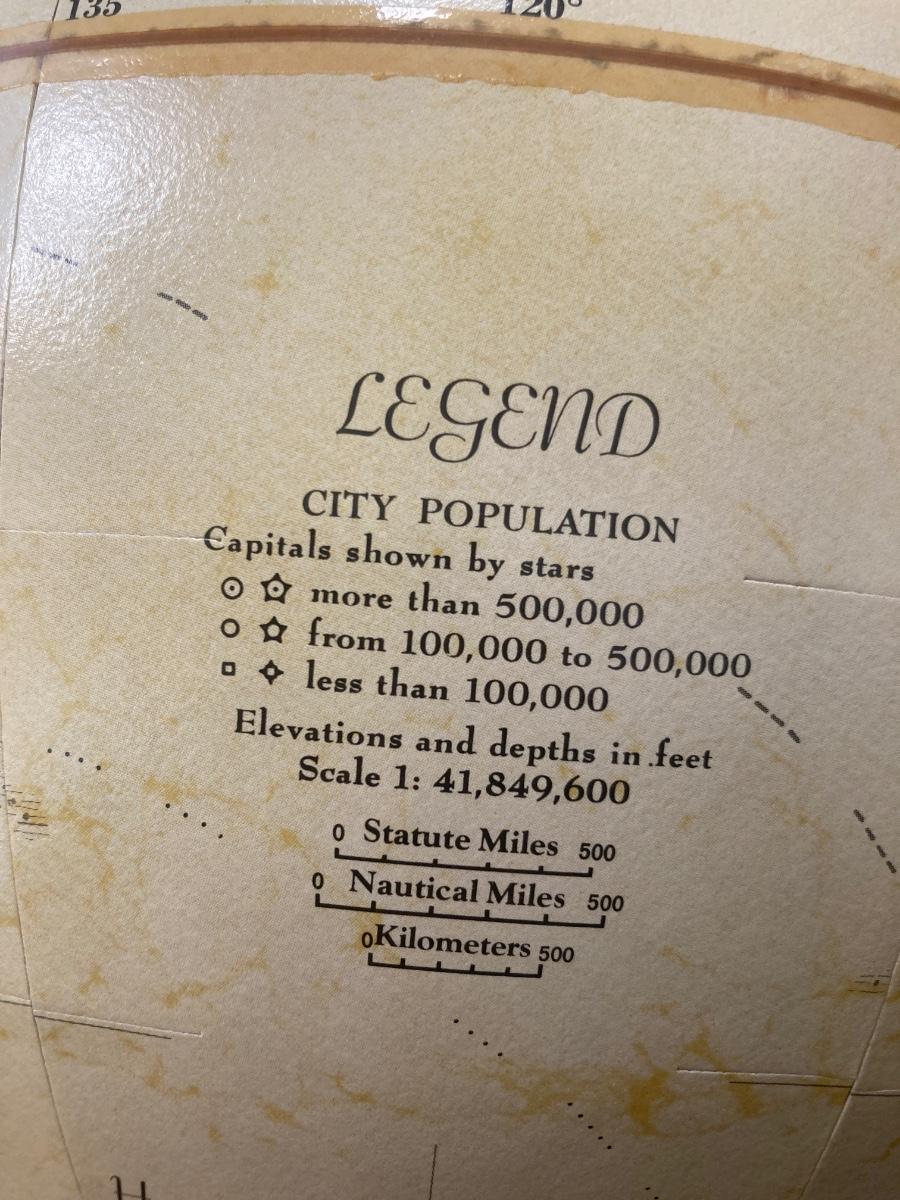 135
120°
LEGEND
CITY POPULATION
Capitals shown by stars
more than 500,000
from 100,000 to 500,000
less than 100,000
Elevations and depths in feet
Scale 1: 41,849,600
0 Statute Miles 500
0 Nautical Miles 500
0 Kilometers 500
H